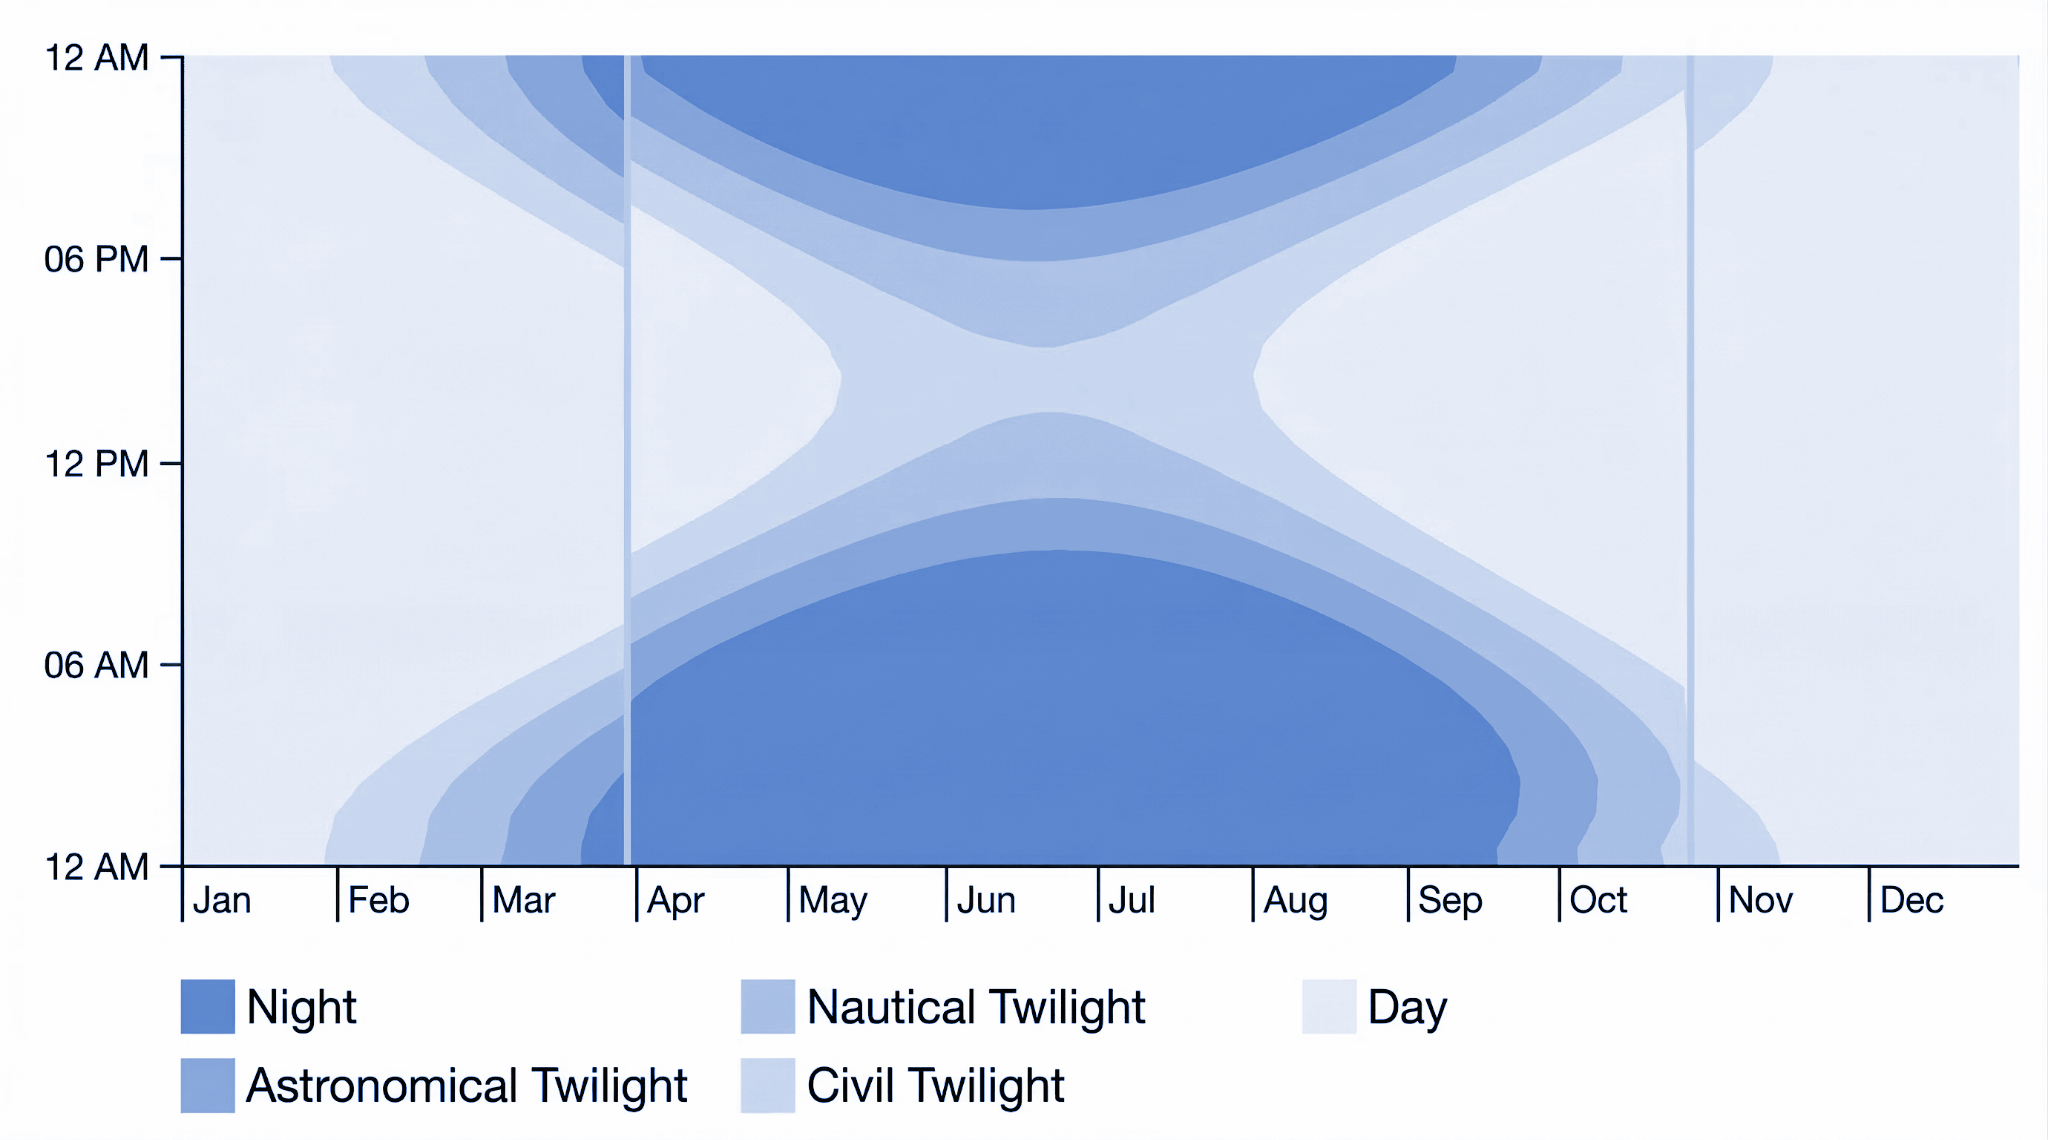 12 AM
06 PM
12 PM
06 AM
12 AM
Jan Feb Mar Apr May Jun Jul Aug Sep Oct Nov Dec
Night Nautical Twilight Day
Astronomical Twilight Civil Twilight